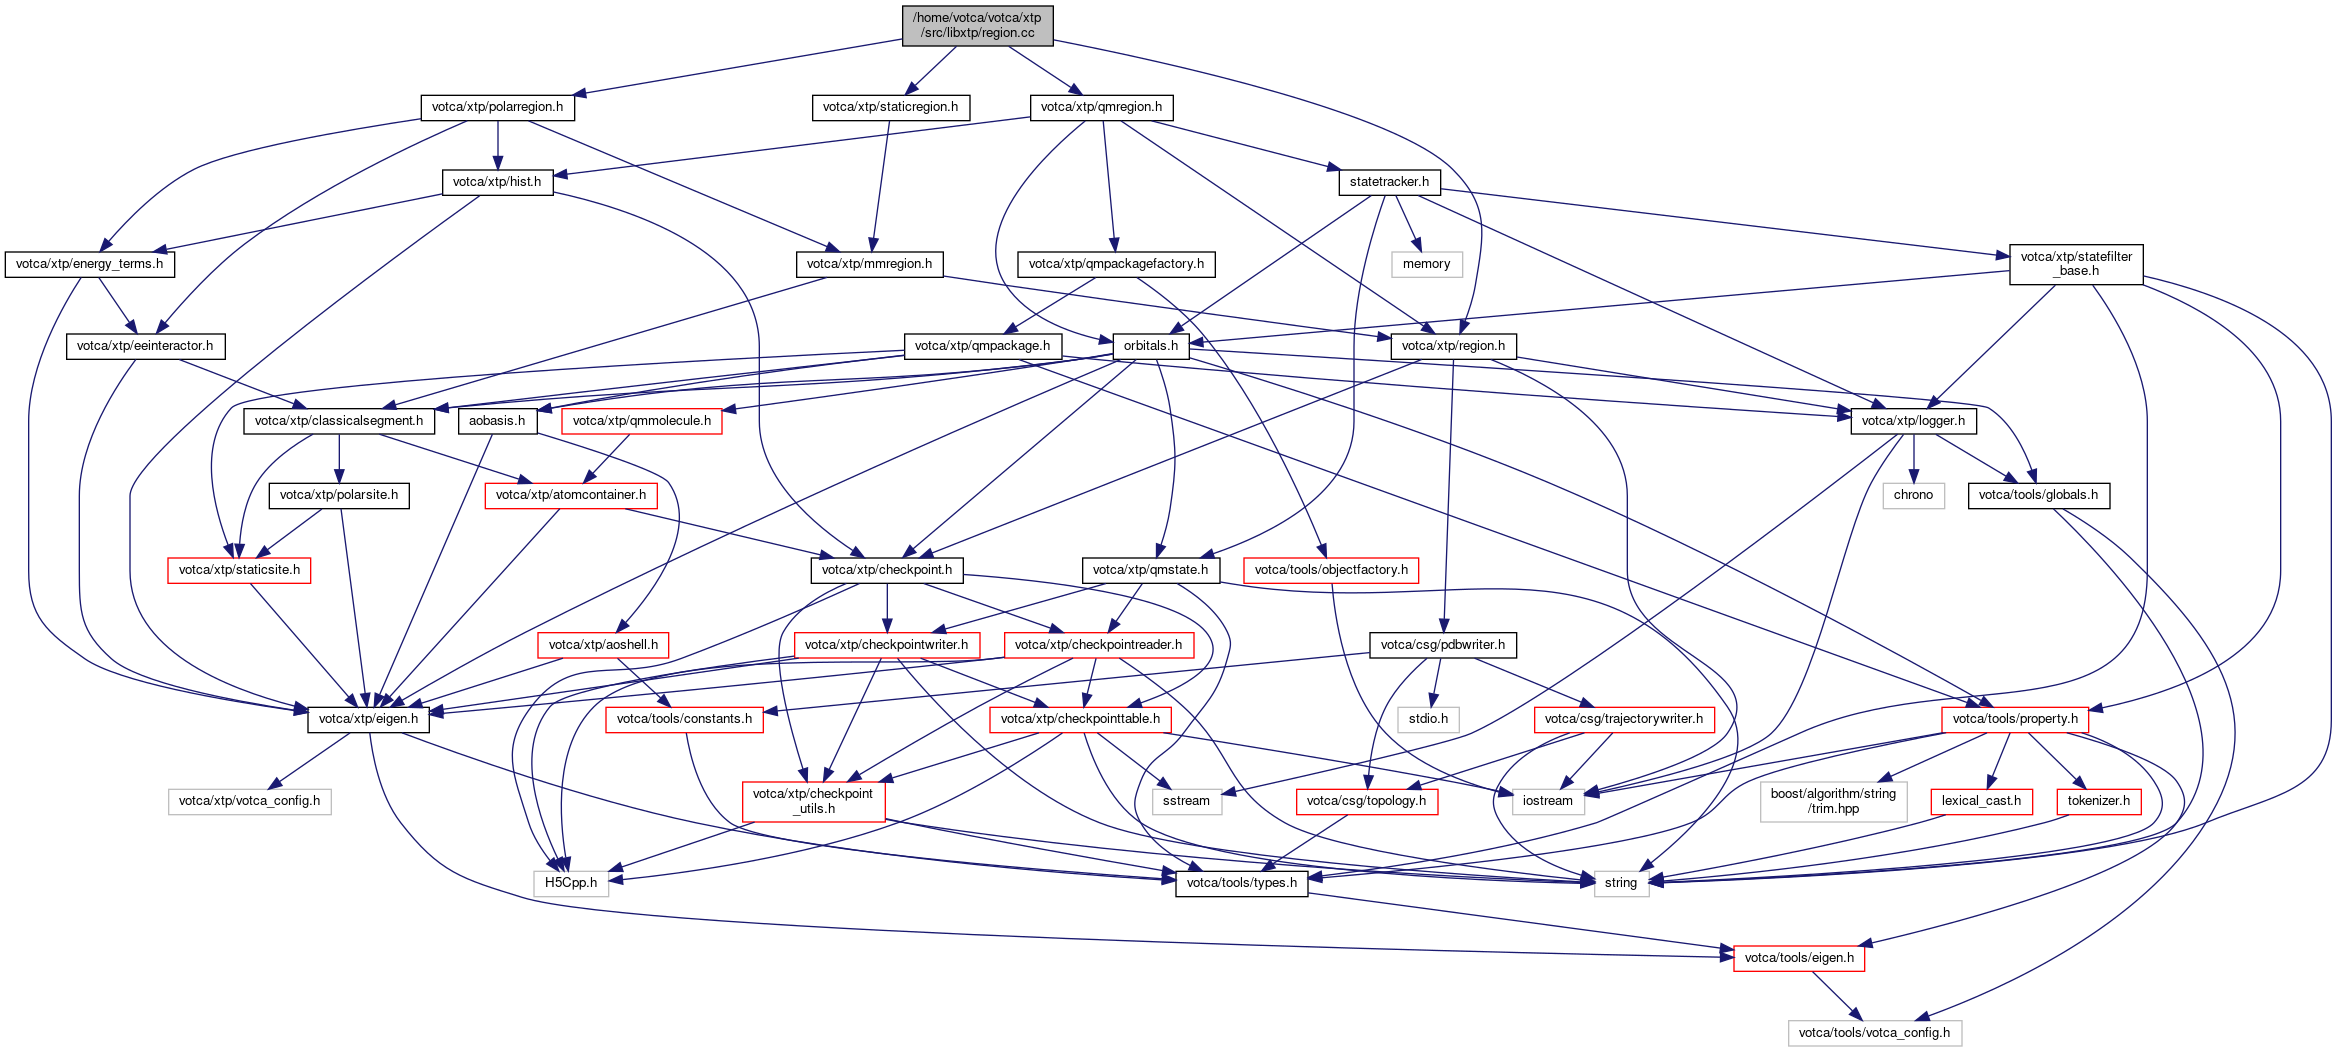 /home/votca/votca/xtp
/src/libxtp/region.cc
votca/xtp/polarregion.h
votca/xtp/staticregion.h
votca/xtp/qmregion.h
votca/xtp/hist.h
statetracker.h
votca/xtp/energy_terms.h
votca/xtp/mmregion.h
votca/xtp/qmpackagefactory.h
memory
votca/xtp/statefilter
_base.h
votca/xtp/eeinteractor.h
votca/xtp/qmpackage.h
orbitals.h
votca/xtp/region.h
votca/xtp/classicalsegment.h
aobasis.h
votca/xtp/qmmolecule.h
votca/xtp/logger.h
votca/xtp/polarsite.h
votca/xtp/atomcontainer.h
chrono
votca/tools/globals.h
votca/xtp/staticsite.h
votca/xtp/checkpoint.h
votca/xtp/qmstate.h
votca/tools/objectfactory.h
votca/xtp/aoshell.h
votca/xtp/checkpointwriter.h
votca/xtp/checkpointreader.h
votca/csg/pdbwriter.h
votca/xtp/eigen.h
votca/tools/constants.h
votca/xtp/checkpointtable.h
stdio.h
votca/csg/trajectorywriter.h
votca/tools/property.h
votca/xtp/votca_config.h
votca/xtp/checkpoint
_utils.h
sstream
votca/csg/topology.h
iostream
boost/algorithm/string
/trim.hpp
lexical_cast.h
tokenizer.h
H5Cpp.h
votca/tools/types.h
string
votca/tools/eigen.h
votca/tools/votca_config.h